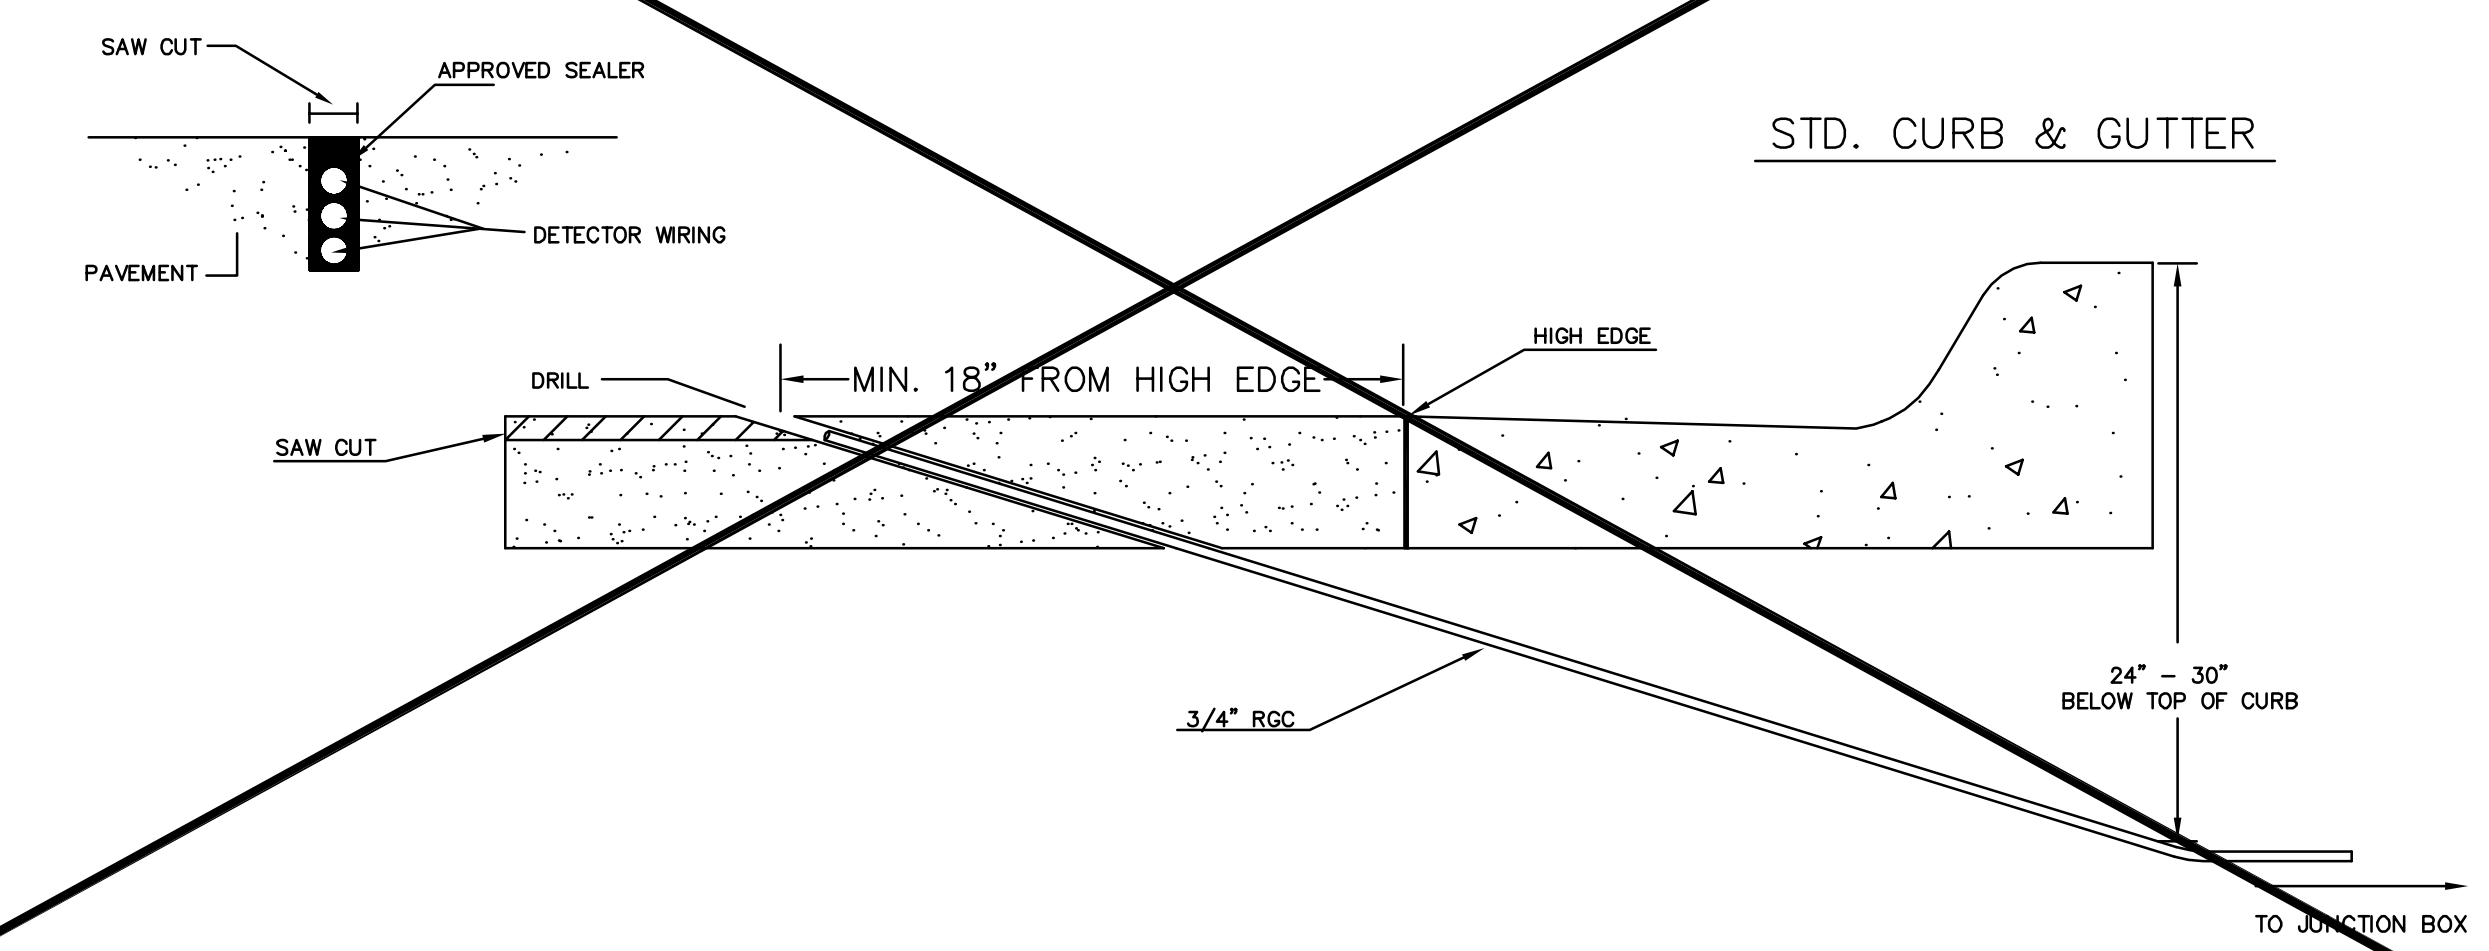 SAW CUT
APPROVED SEALER
STD. CURB & GUTTER
DETECTOR WIRING
PAVEMENT
HIGH EDGE
DRILL
MIN. 18” FROM HIGH EDGE
SAW CUT
24” – 30”
BELOW TOP OF CURB
3/4” RGC
TO JUNCTION BOX